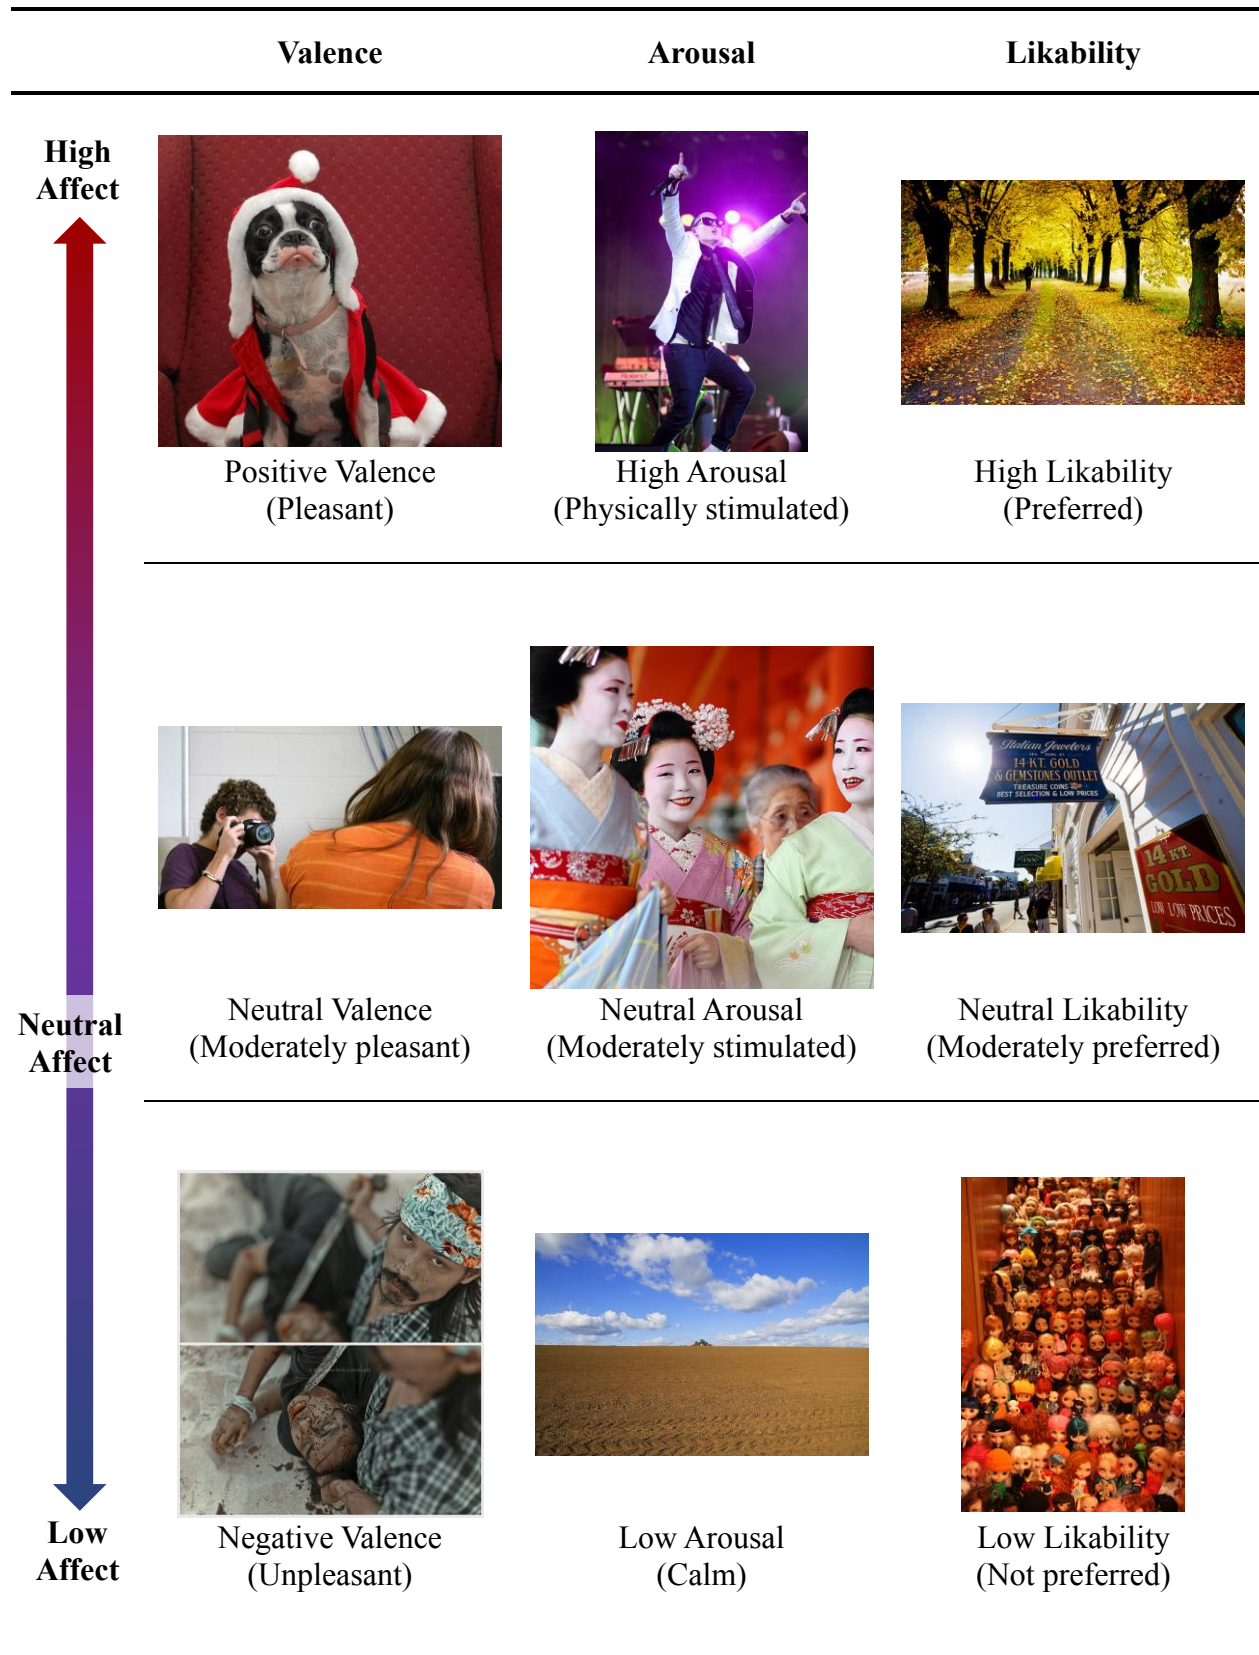 Valence Arousal Likability
High
Affect
Roland
Positive Valence
(Pleasant)
High Arousal
(Physically stimulated)
High Likability
(Preferred)
Italian Jewelers
14 KT. GOLD
& GEMSTONES OUTLET
TREASURE COINS
BEST SELECTION & LOW PRICES
INN
14 KT.
GOLD
LOW LOW PRICES
Neutral
Affect
Neutral Valence
(Moderately pleasant)
Neutral Arousal
(Moderately stimulated)
Neutral Likability
(Moderately preferred)
Low
Affect
Negative Valence
(Unpleasant)
Low Arousal
(Calm)
Low Likability
(Not preferred)